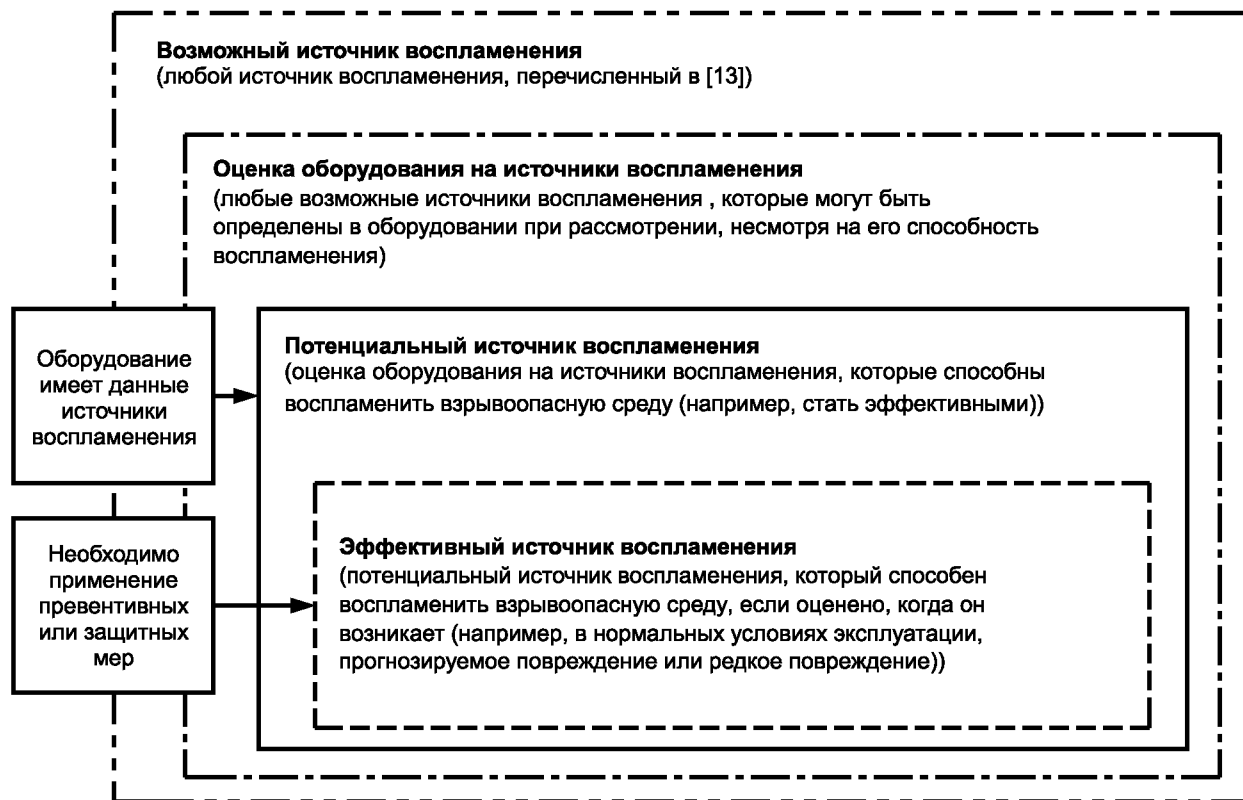 Возможный источник воспламенения
(любой источник воспламенения, перечисленный в [13])
Оценка оборудования на источники воспламенения
(любые возможные источники воспламенения , которые могут быть
определены в оборудовании при рассмотрении, несмотря на его способность
воспламенения)
Оборудование
имеет данные
источники
воспламенения
Потенциальный источник воспламенения
(оценка оборудования на источники воспламенения, которые способны
воспламенить взрывоопасную среду (например, стать эффективными))
Необходимо
применение
превентивных
или защитных
мер
Эффективный источник воспламенения
(потенциальный источник воспламенения, который способен
воспламенить взрывоопасную среду, если оценено, когда он
возникает (например, в нормальных условиях эксплуатации,
прогнозируемое повреждение или редкое повреждение))